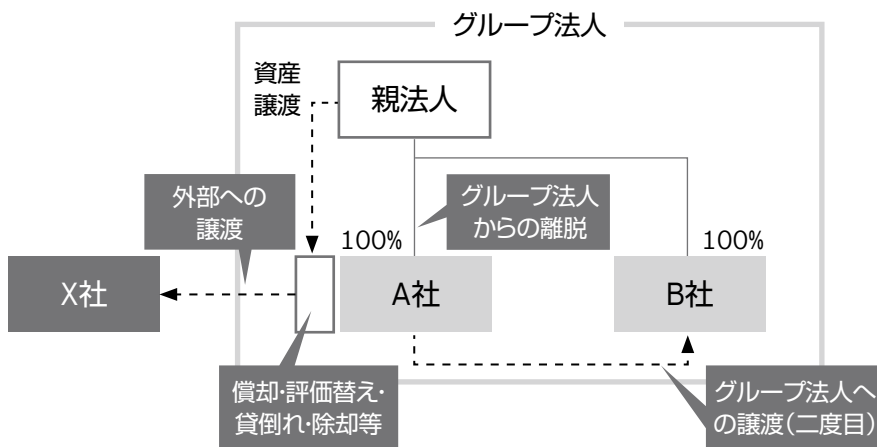 グループ法人
資産
譲渡
親法人
外部への
譲渡
グループ法人
からの離脱
100%
100%
X社
A社
B社
償却・評価替え・
貸倒れ・除却等
グループ法人へ
の譲渡（二度目）